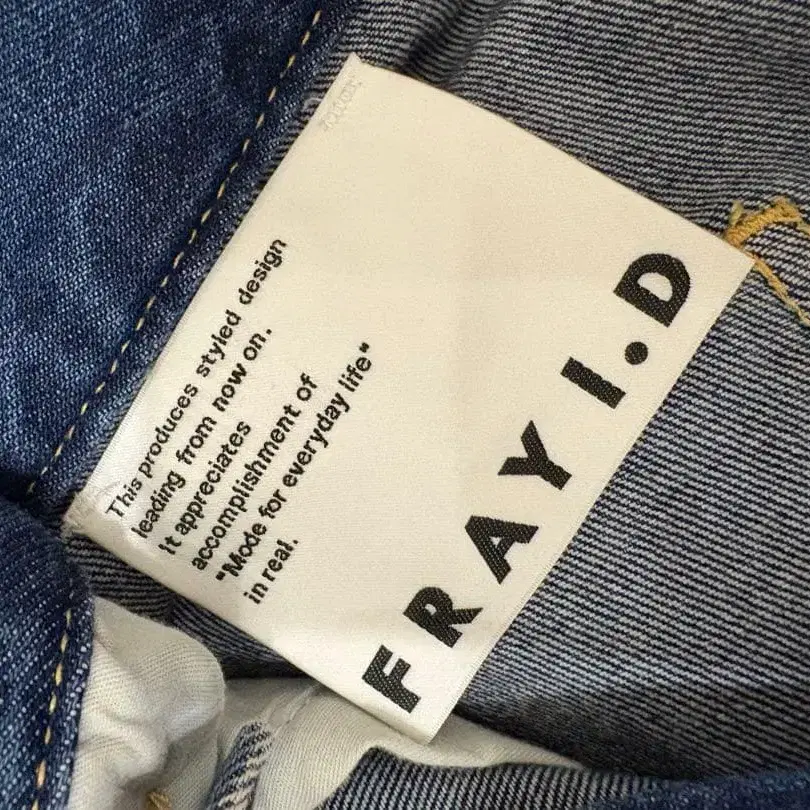 This produces styled design
leading from now on.
It appreciates
accomplishment of
"Mode for everyday life"
in real.
FRAY I.D